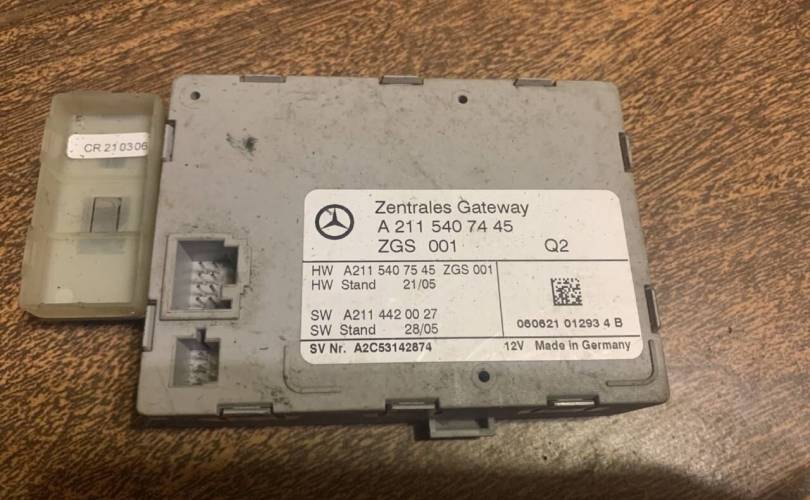 CR 210306
Zentrales Gateway
A 211 540 74 45
ZGS 001 Q2
HW A211 540 75 45 ZGS 001
HW Stand 21/05
SW A211 442 00 27
SW Stand 28/05
060621 01293 4 B
SV Nr. A2C53142874 12V Made in Germany